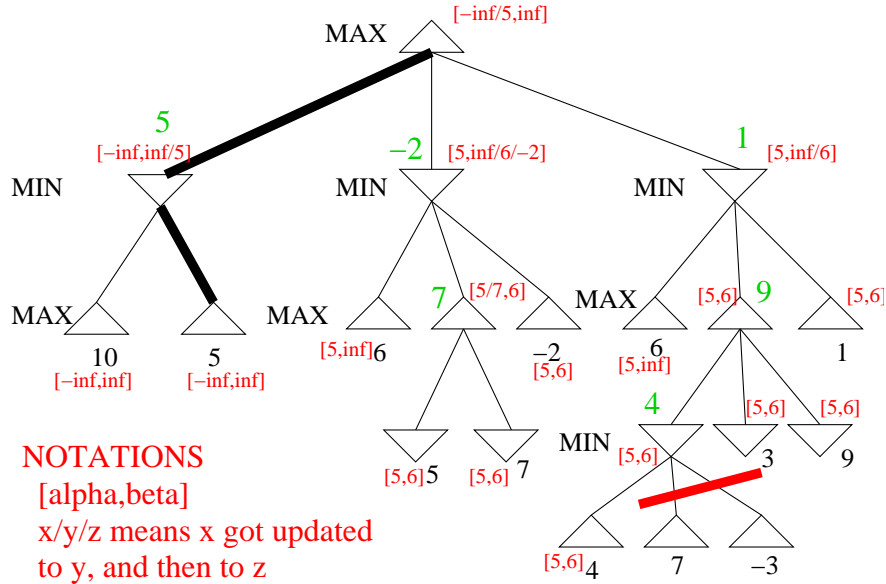 [−inf/5,inf]
MAX
5
[−inf,inf/5]
−2
[5,inf/6/−2]
1
[5,inf/6]
MIN
MIN
MIN
MAX
MAX
7
[5/7,6]
MAX
[5,6]
9
[5,6]
10
[−inf,inf]
5
[−inf,inf]
[5,inf]
6
−2
[5,6]
6
[5,inf]
1
4
[5,6]
[5,6]
MIN
[5,6]
[5,6]
5
[5,6]
7
3
9
NOTATIONS
[alpha,beta]
x/y/z means x got updated
to y, and then to z
[5,6]
4
7
−3